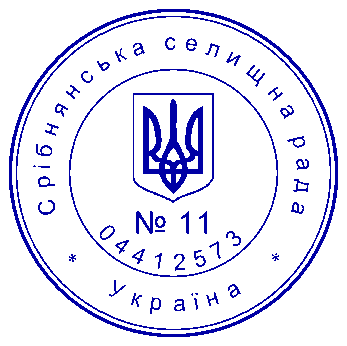 Срібнянська селищна рада
№ 11
04412573
* Україна *